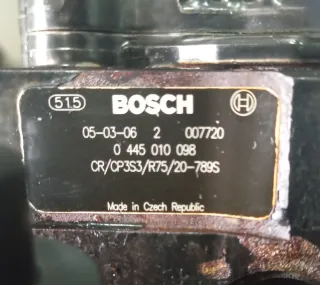 515 BOSCH
05-03-06 2 007720
0 445 010 098
CR/CP3S3/R75/20-789S
Made in Czech Republic